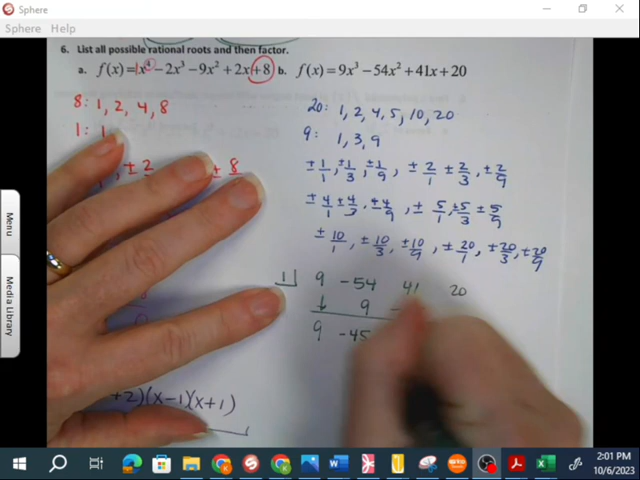 Sphere
Sphere Help
6. List all possible rational roots and then factor.
a. f(x)=1x⁴ − 2x³ − 9x² + 2x + 8 b. f(x) = 9x³ − 54x² + 41x + 20
8: 1, 2, 4, 8
1: 1
± 2 ± 8
20: 1, 2, 4, 5, 10, 20
9: 1, 3, 9
± 1/1, ± 1/3, ± 1/9, ± 2/1 ± 2/3, ± 2/9
± 4/1 ± 4/3, ± 4/9, ± 5/1, ± 5/3 ± 5/9
± 10/1, ± 10/3, ± 10/9, ± 20/1, ± 20/3, ± 20/9
1 9 −54 41 20
↓ 9 −
9 −45
+2)(x−1)(x+1)
Menu
Media Library
2:01 PM
10/6/2023